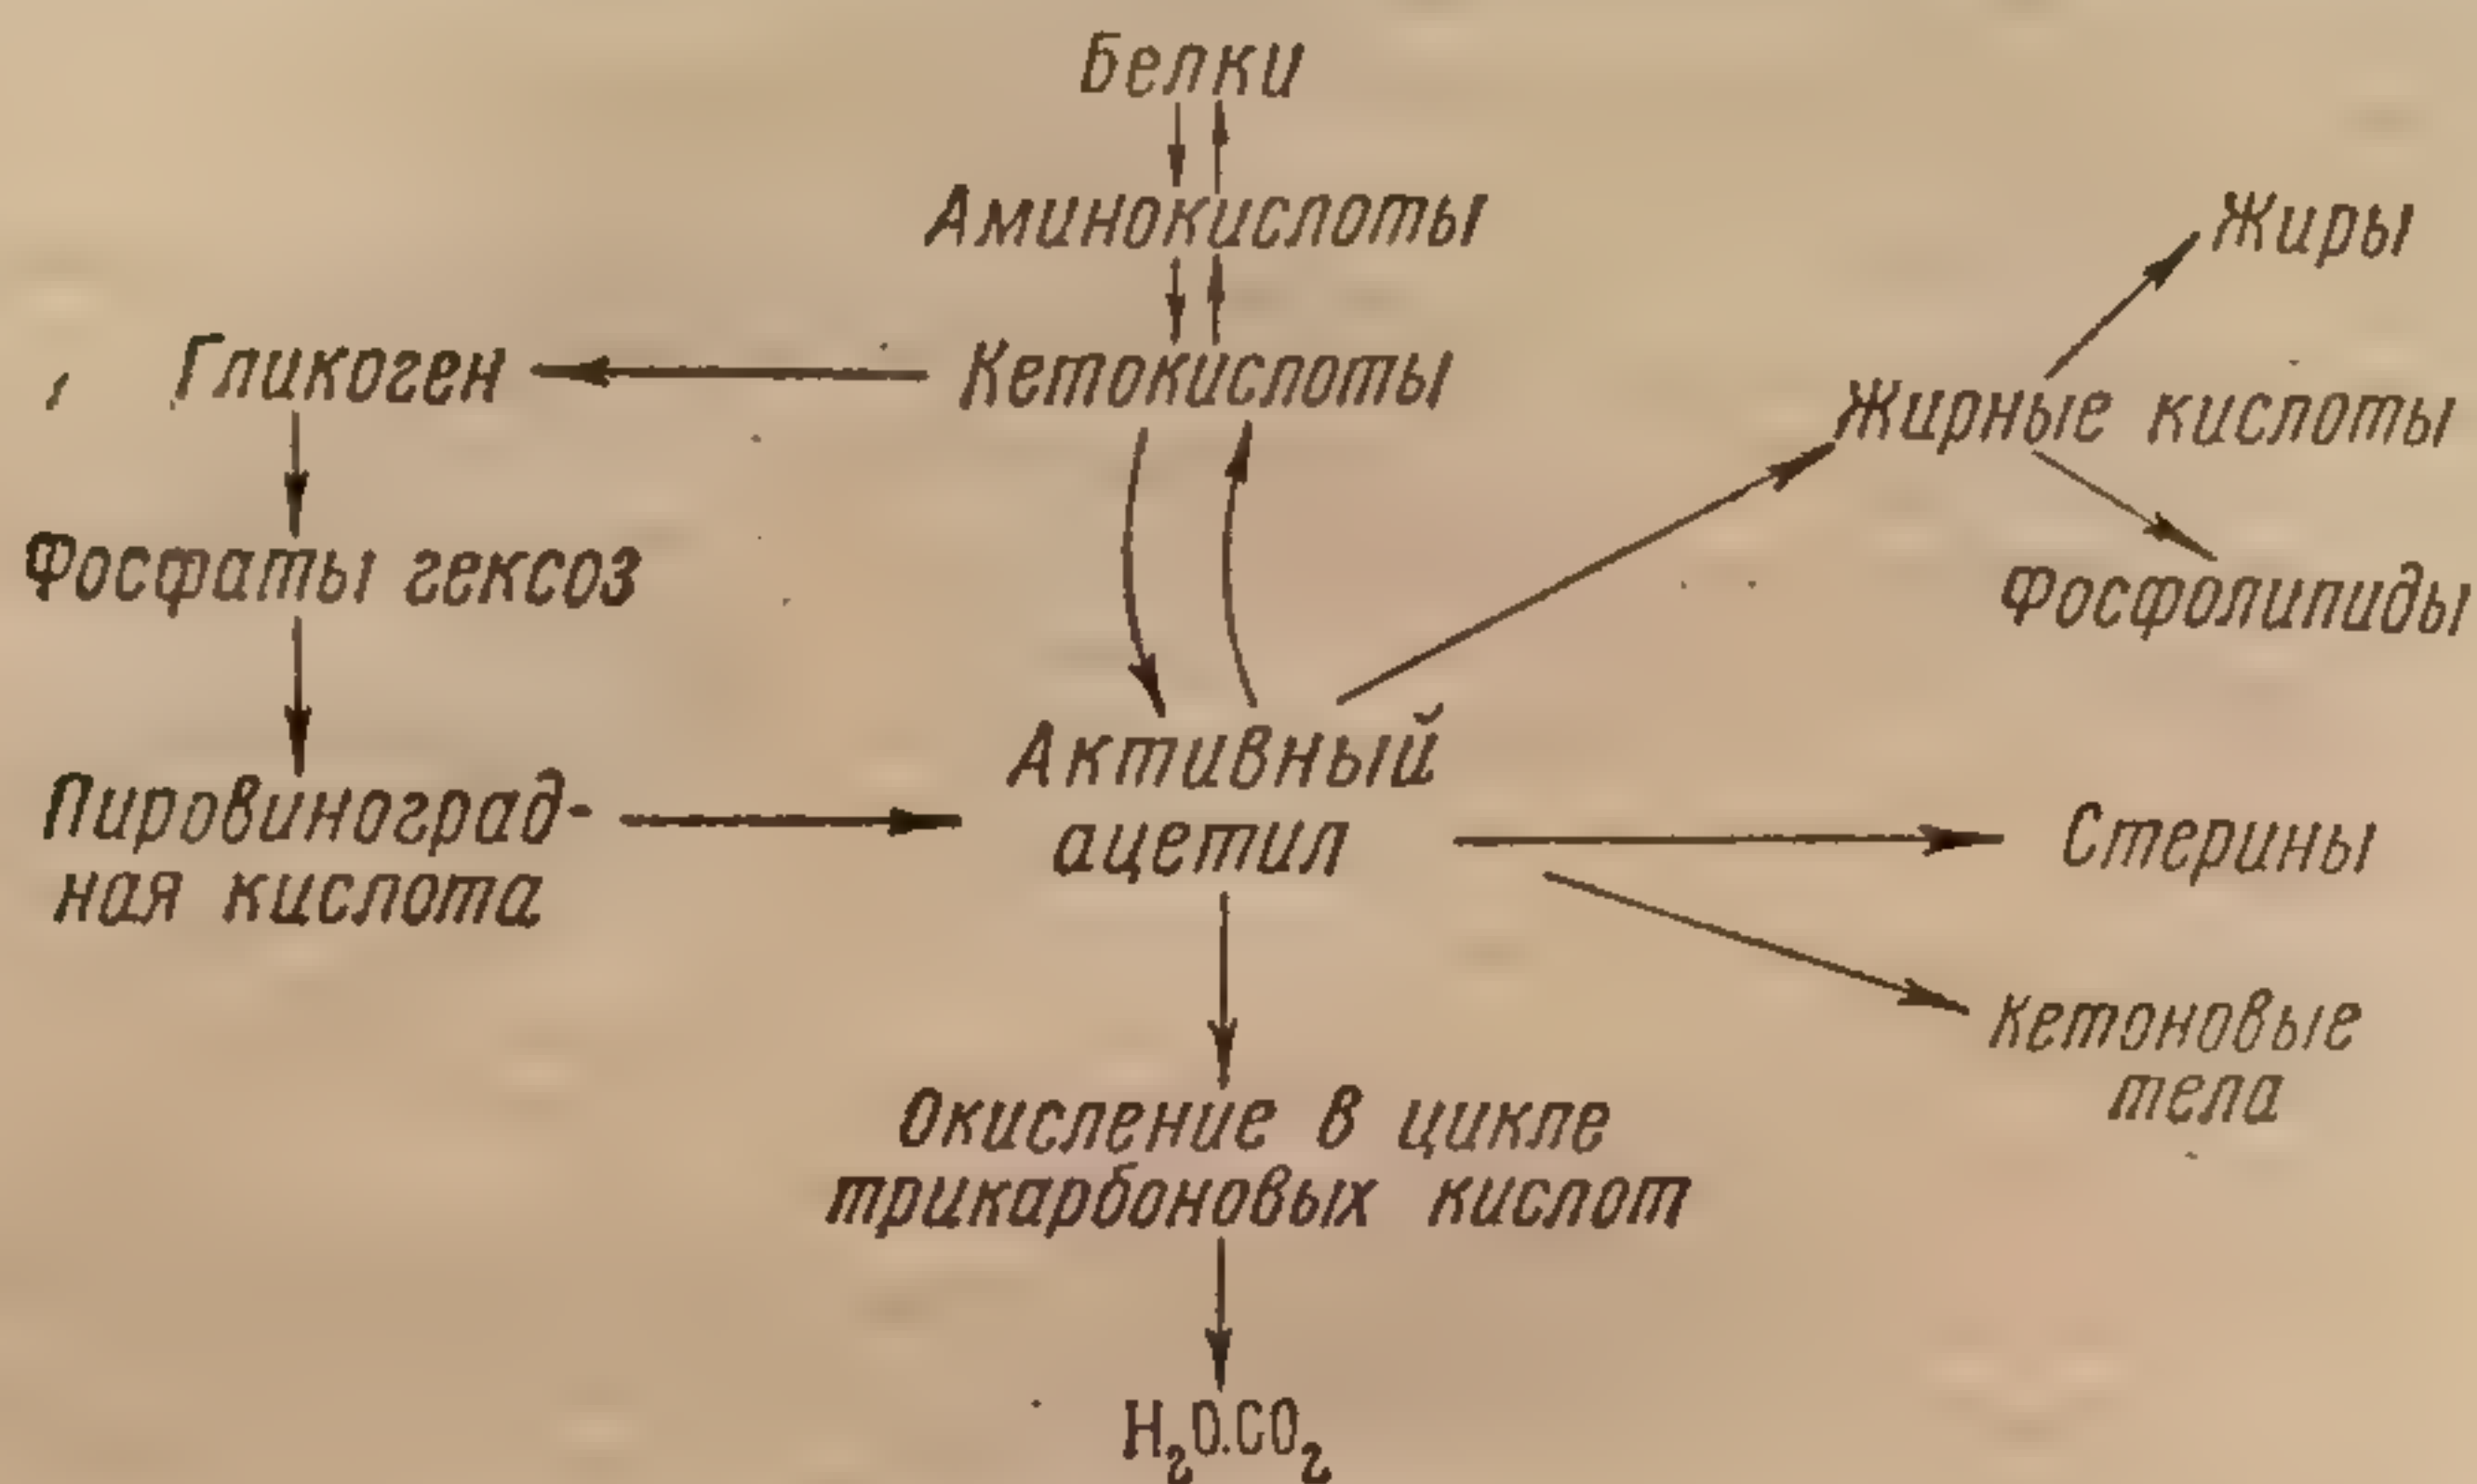 Белки
Аминокислоты
Жиры
Гликоген
Кетокислоты
Жирные кислоты
Фосфаты гексоз
Фосфолипиды
Активный
ацетил
Пировиноград-
ная кислота
Стерины
Кетоновые
тела
Окисление в цикле
трикарбоновых кислот
H₂O.CO₂